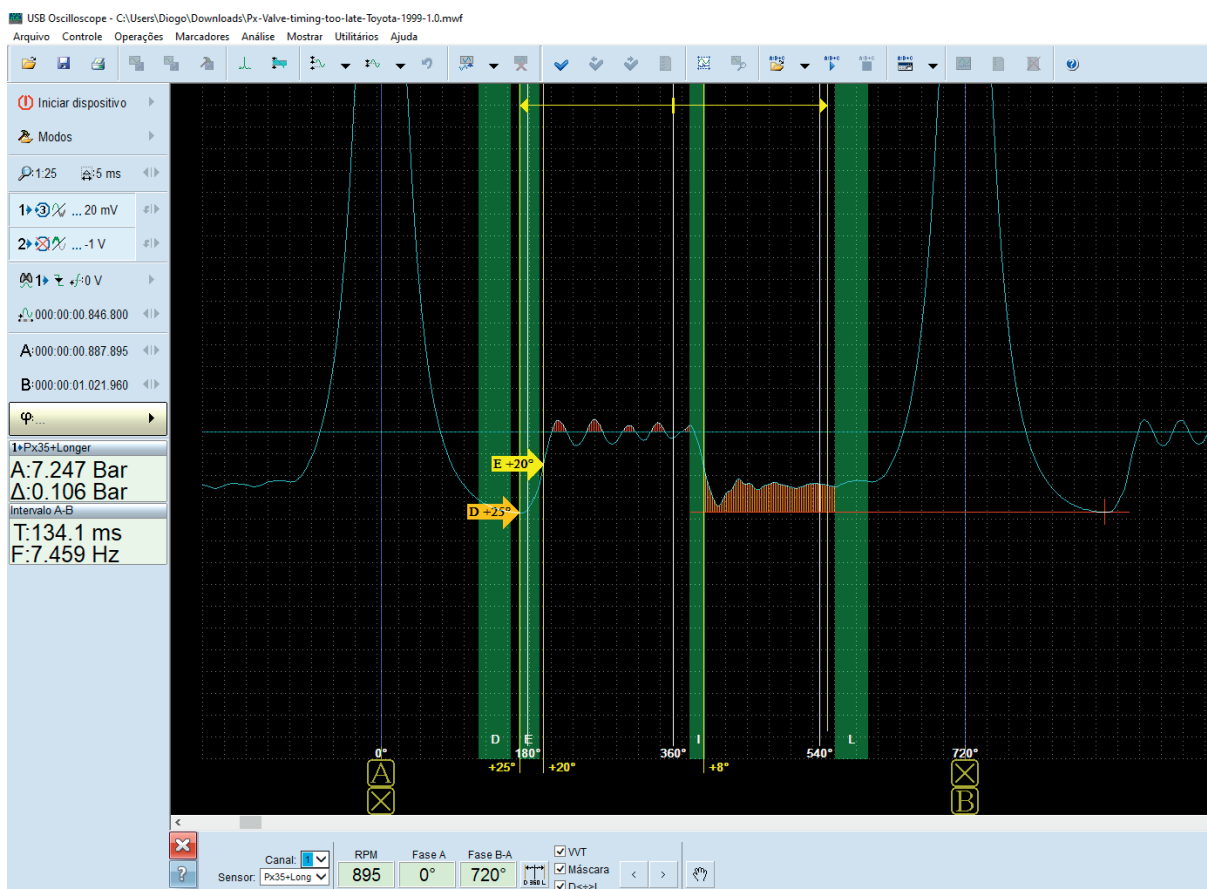 USB Oscilloscope - C:\Users\Diogo\Downloads\Px-Valve-timing-too-late-Toyota-1999-1.0.mwf
Arquivo Controle Operações Marcadores Análise Mostrar Utilitários Ajuda
Iniciar dispositivo
Modos
:1:25 :5 ms
1 3 ... 20 mV
2 ... -1 V
1 :0 V
:000:00:00.846.800
A:000:00:00.887.895
B:000:00:01.021.960
φ:...
1 Px35+Longer
A:7.247 Bar
Δ:0.106 Bar
Intervalo A-B
T:134.1 ms
F:7.459 Hz
E +20°
D +25°
D E I L
0° 180° 360° 540° 720°
+25° +20° +8°
A
B
Canal: 1
Sensor: Px35+Long
RPM Fase A Fase B-A
895 0° 720°
D 360 L
VVT
Máscara
D<÷>L